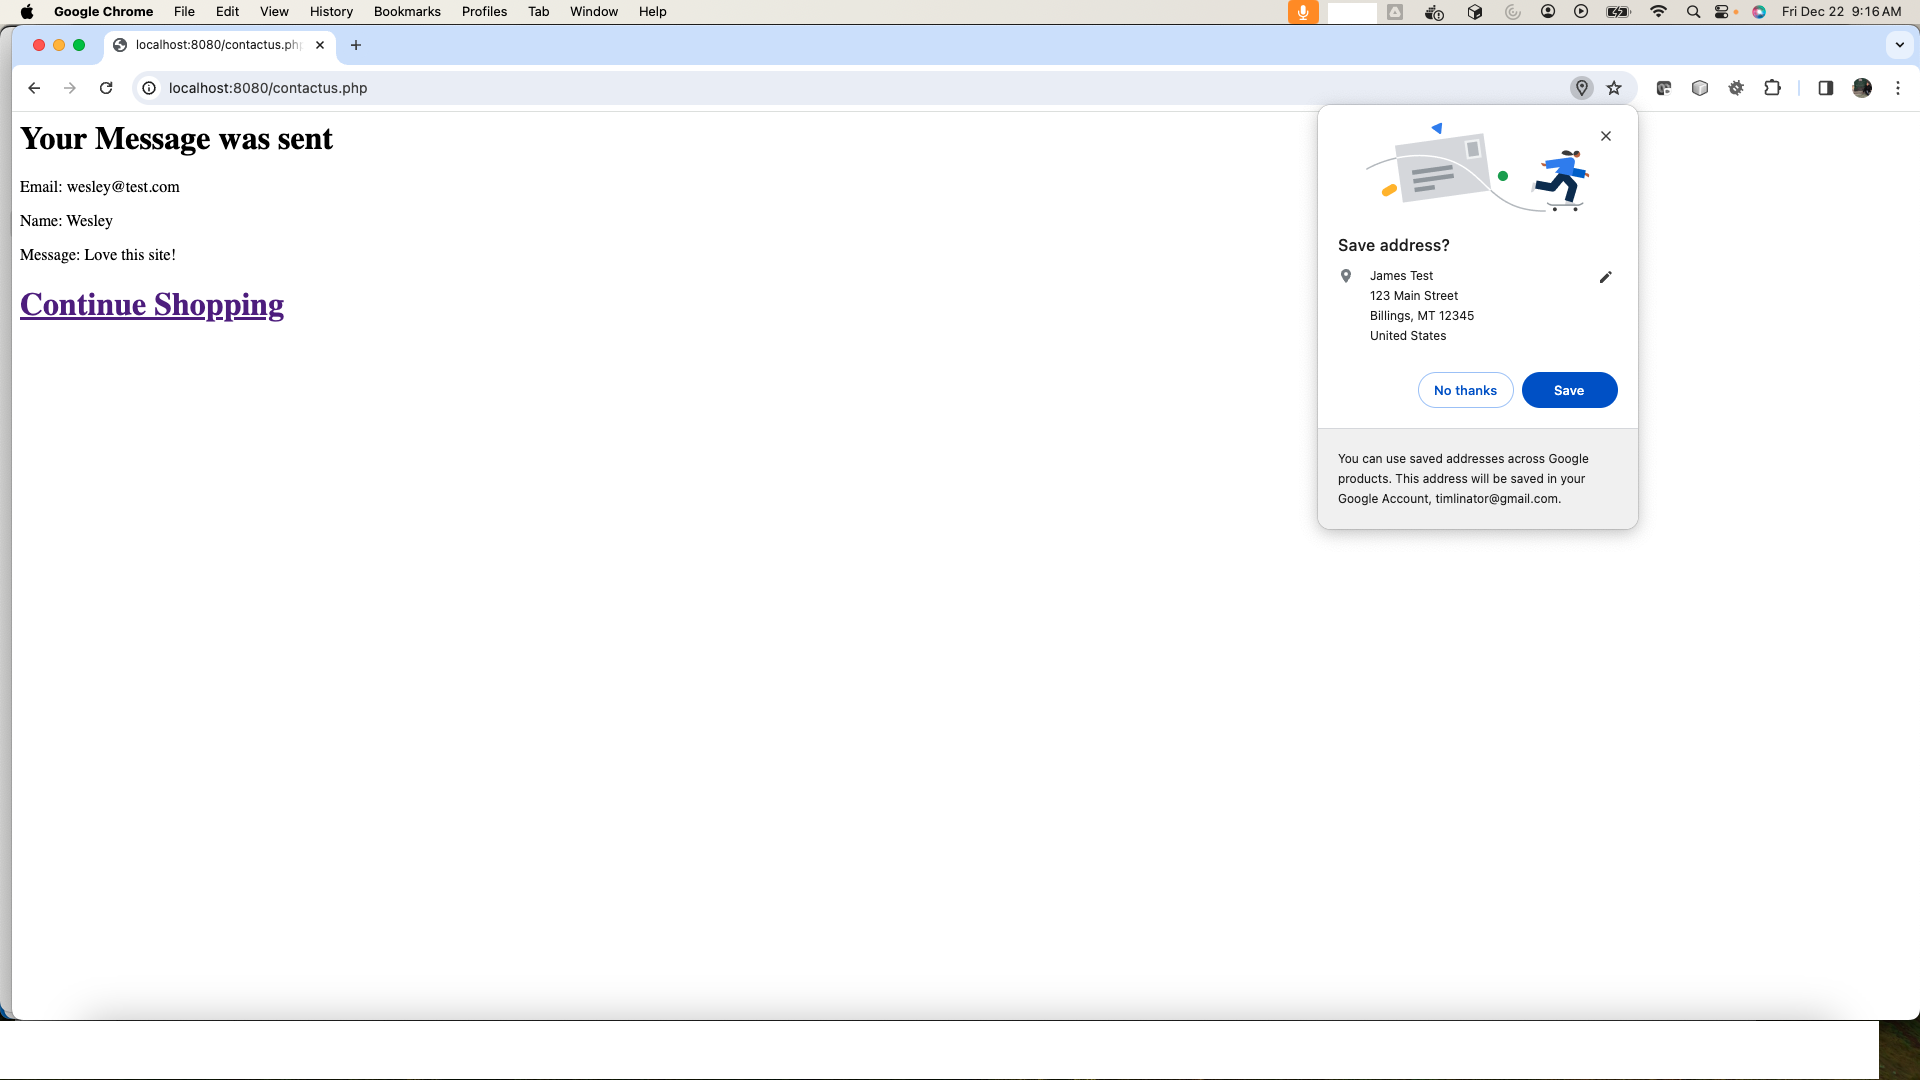 Google Chrome File Edit View History Bookmarks Profiles Tab Window Help Fri Dec 22 9:16 AM
localhost:8080/contactus.ph
localhost:8080/contactus.php
Your Message was sent
Email: wesley@test.com
Name: Wesley
Message: Love this site!
Continue Shopping
Save address?
James Test
123 Main Street
Billings, MT 12345
United States
No thanks Save
You can use saved addresses across Google
products. This address will be saved in your
Google Account, timlinator@gmail.com.